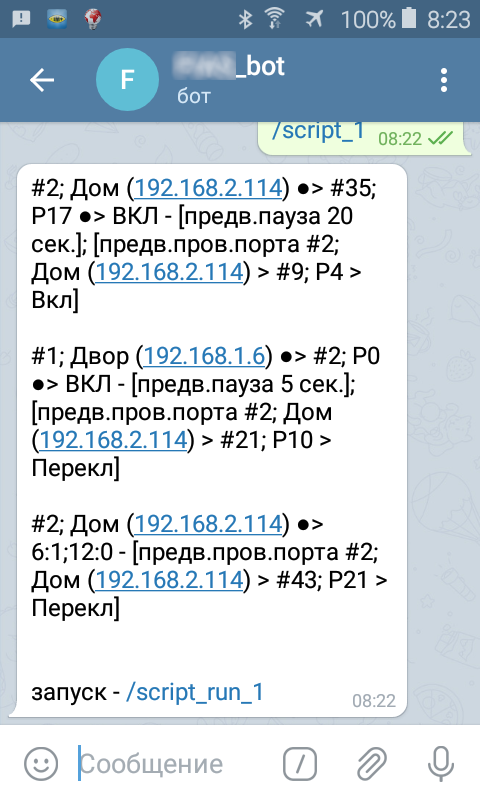 100% 8:23
F
_bot
бот
/script_1 08:22
#2; Дом (192.168.2.114) ●> #35;
P17 ●> ВКЛ - [предв.пауза 20
сек.]; [предв.пров.порта #2;
Дом (192.168.2.114) > #9; P4 >
Вкл]
#1; Двор (192.168.1.6) ●> #2; P0
●> ВКЛ - [предв.пауза 5 сек.];
[предв.пров.порта #2; Дом
(192.168.2.114) > #21; P10 >
Перекл]
#2; Дом (192.168.2.114) ●>
6:1;12:0 - [предв.пров.порта #2;
Дом (192.168.2.114) > #43; P21 >
Перекл]
запуск - /script_run_1
08:22
Сообщение